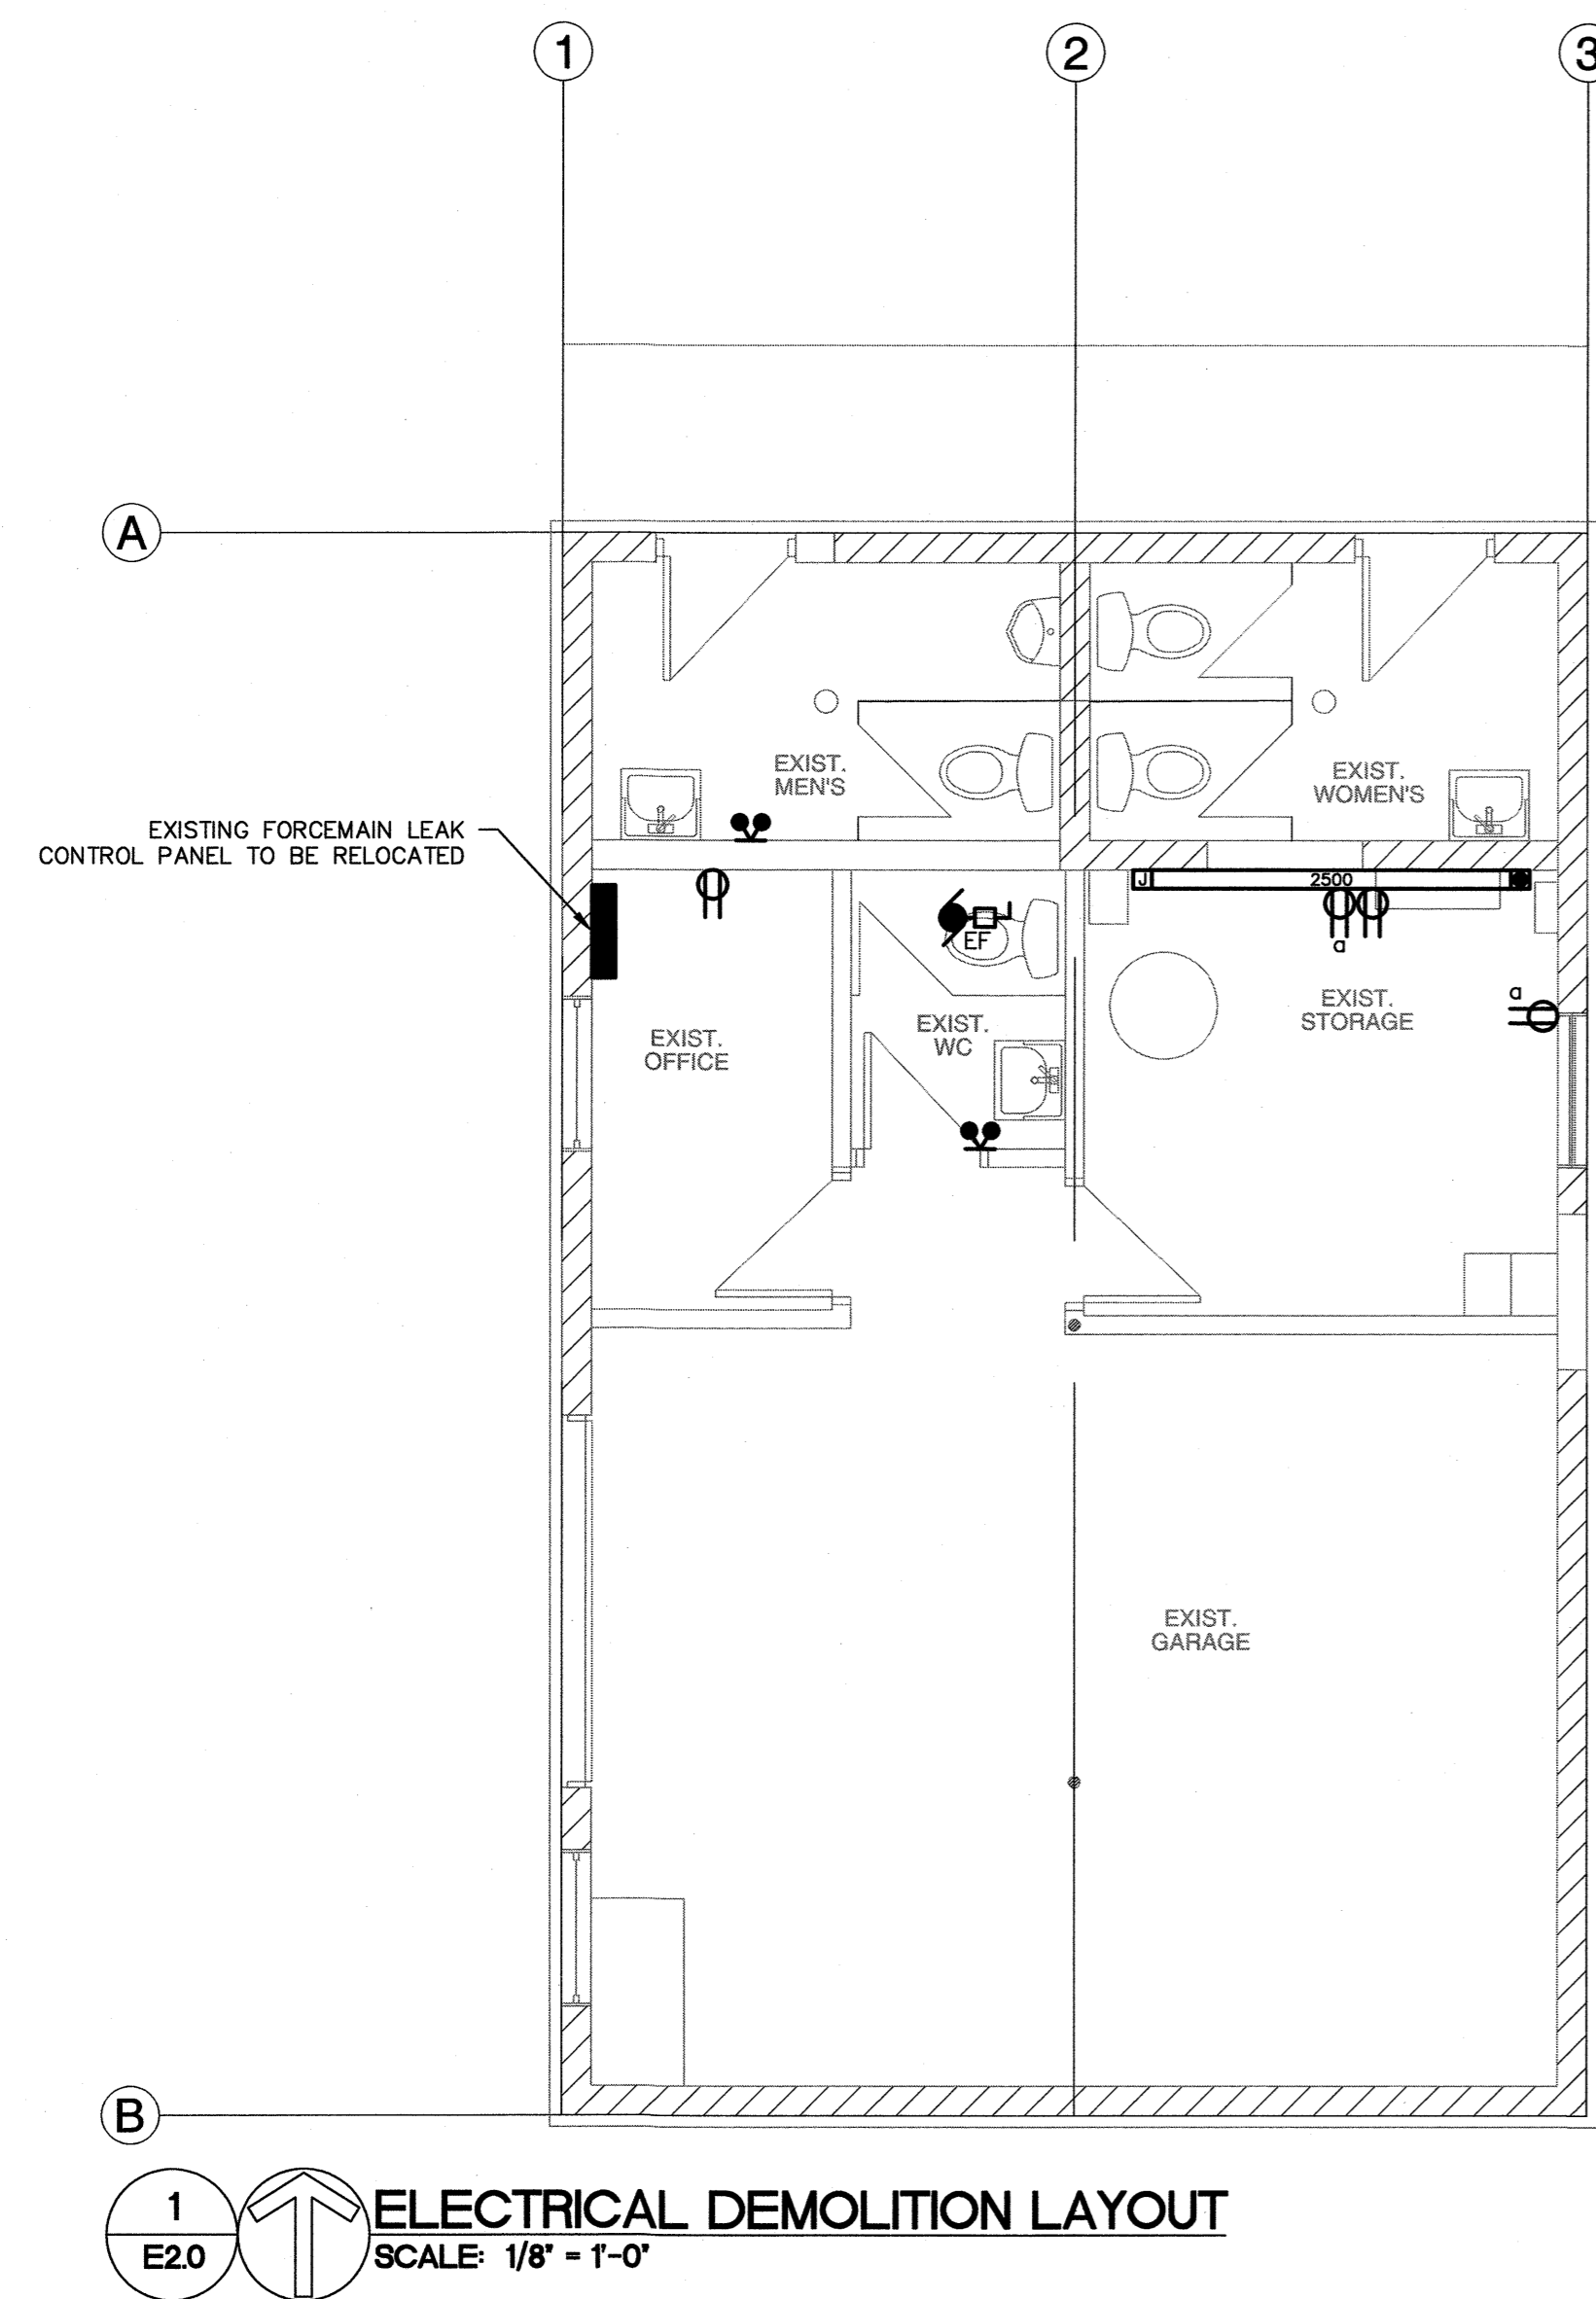 1
2
3
A
EXIST.
MEN'S
EXIST.
WOMEN'S
EXISTING FORCEMAIN LEAK
CONTROL PANEL TO BE RELOCATED
J
2500
a
EF
a
EXIST.
OFFICE
EXIST.
WC
EXIST.
STORAGE
EXIST.
GARAGE
B
1
E2.0
ELECTRICAL DEMOLITION LAYOUT
SCALE: 1/8" = 1'-0"